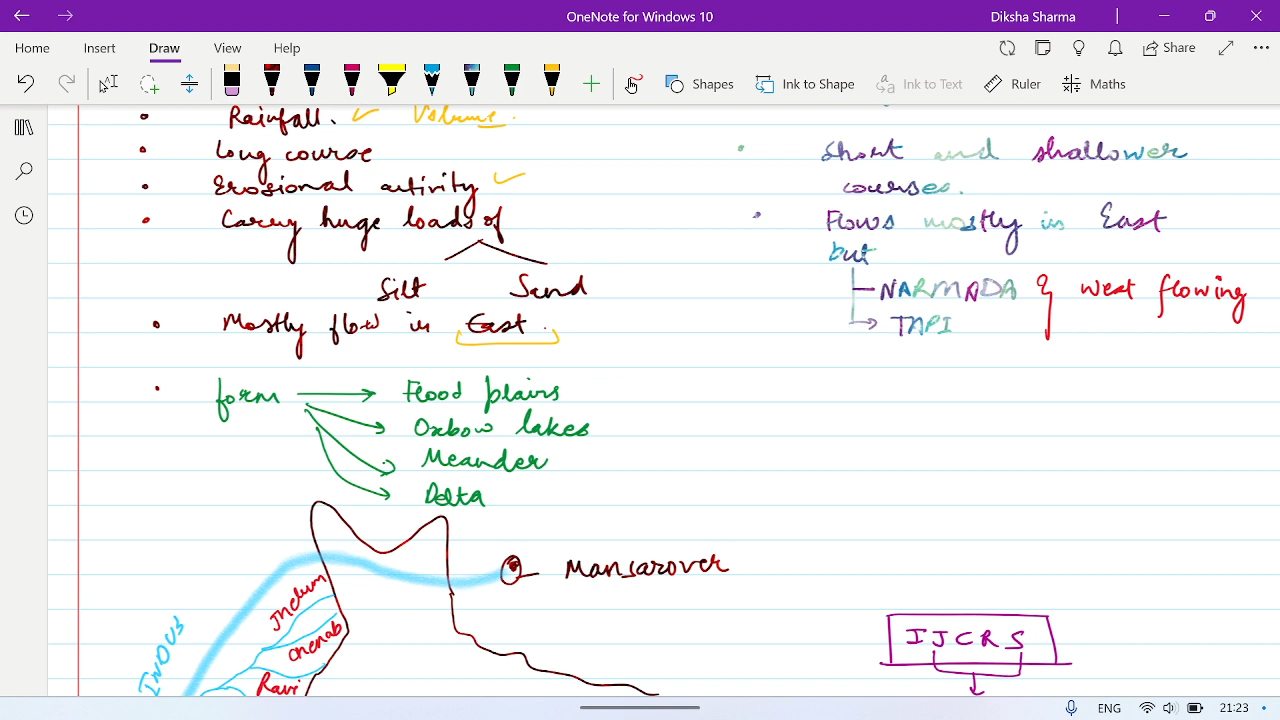 OneNote for Windows 10
Diksha Sharma
Home Insert Draw View Help
Share
Shapes
Ink to Shape
Ink to Text
Ruler
Maths
Rainfall. Volume.
Long course
Erosional activity
Carry huge loads of
Silt Sand
Mostly flow in East.
form
Flood plains
Oxbow lakes
Meander
Delta
Short and shallower
courses.
Flows mostly in East
but
NARMADA } west flowing
TAPI
Mansarover
INDUS
Jhelum
Chenab
Ravi
IJCRS
ENG
21:23